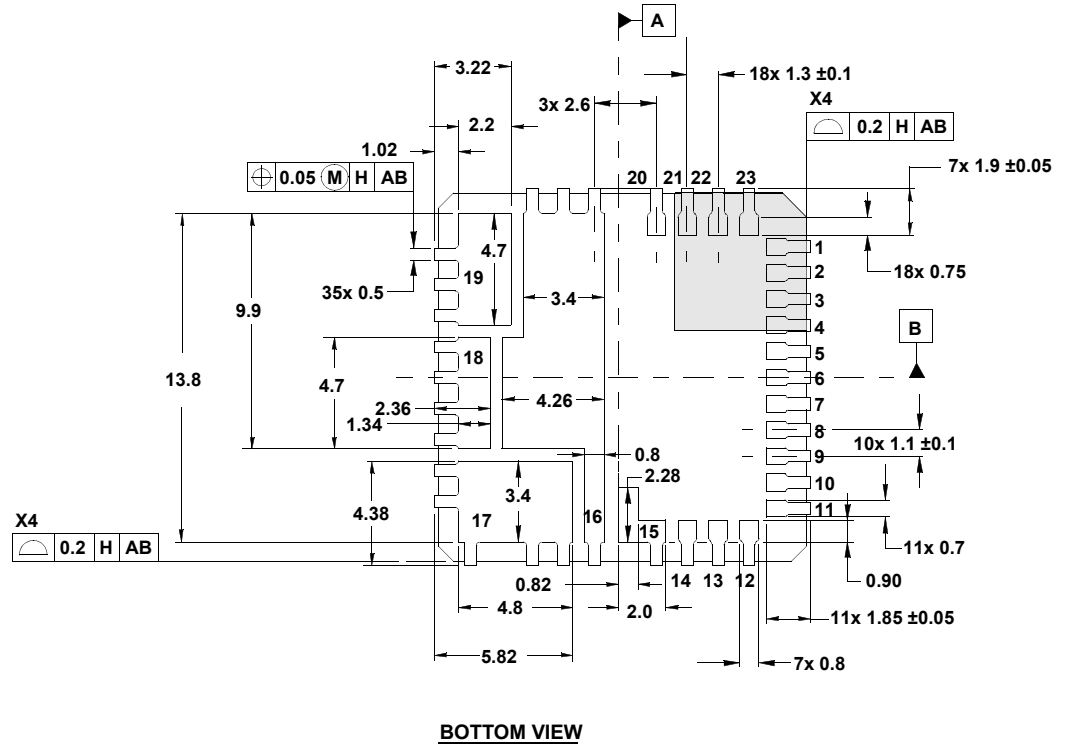 A
3.22
18x 1.3 ±0.1
X4
3x 2.6
2.2
0.2 H AB
1.02
7x 1.9 ±0.05
0.05 M H AB
20 21 22 23
1
4.7
2
18x 0.75
19
35x 0.5
3
3.4
9.9
4
B
5
18
13.8
4.7
6
2.36
4.26
7
1.34
8
10x 1.1 ±0.1
0.8
9
2.28
10
3.4
4.38
11
X4
17
16
15
0.2 H AB
11x 0.7
0.82
14 13 12
0.90
4.8
2.0
11x 1.85 ±0.05
5.82
7x 0.8
BOTTOM VIEW